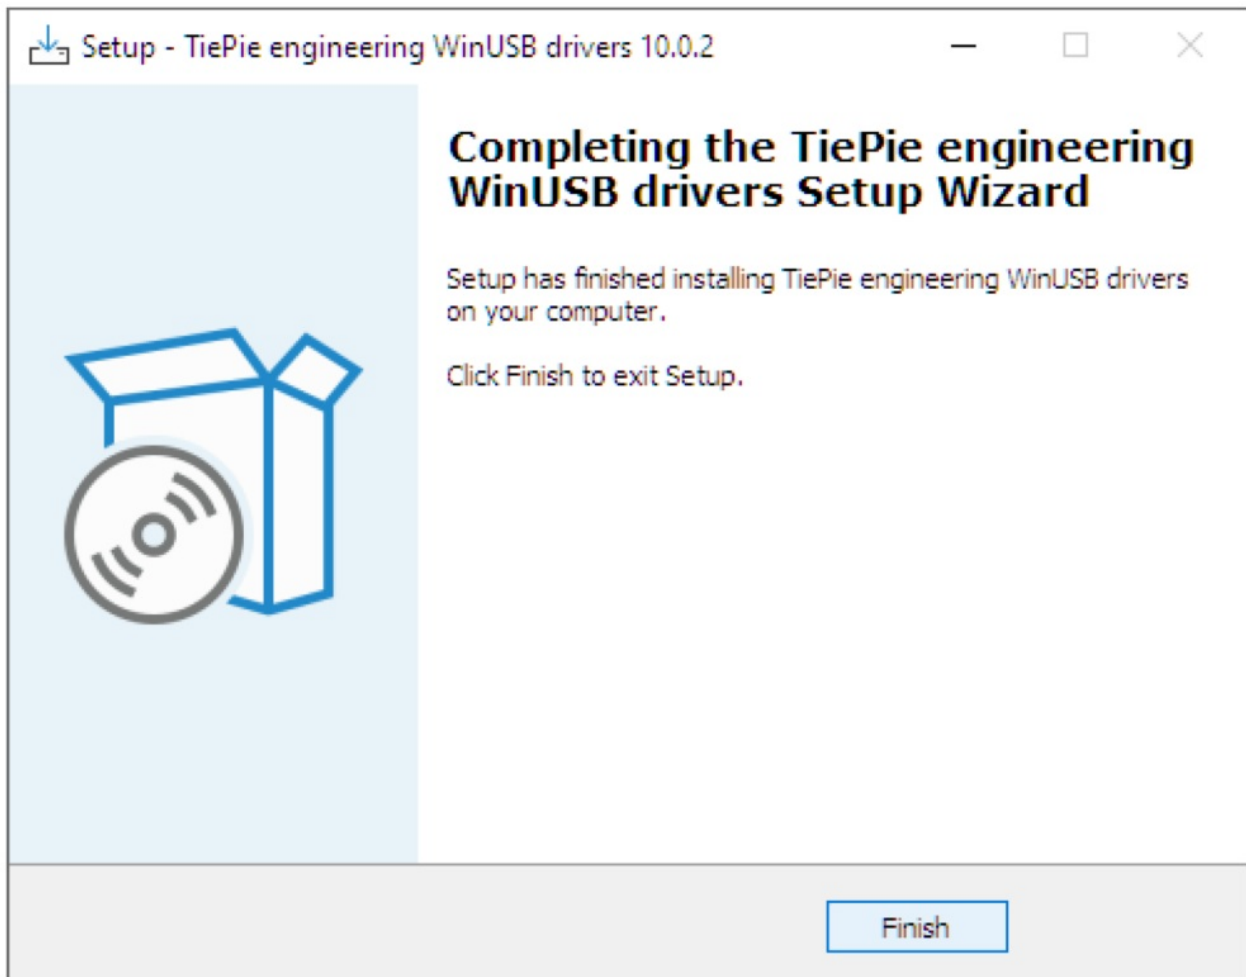 Setup - TiePie engineering WinUSB drivers 10.0.2
Completing the TiePie engineering
WinUSB drivers Setup Wizard
Setup has finished installing TiePie engineering WinUSB drivers
on your computer.
Click Finish to exit Setup.
Finish